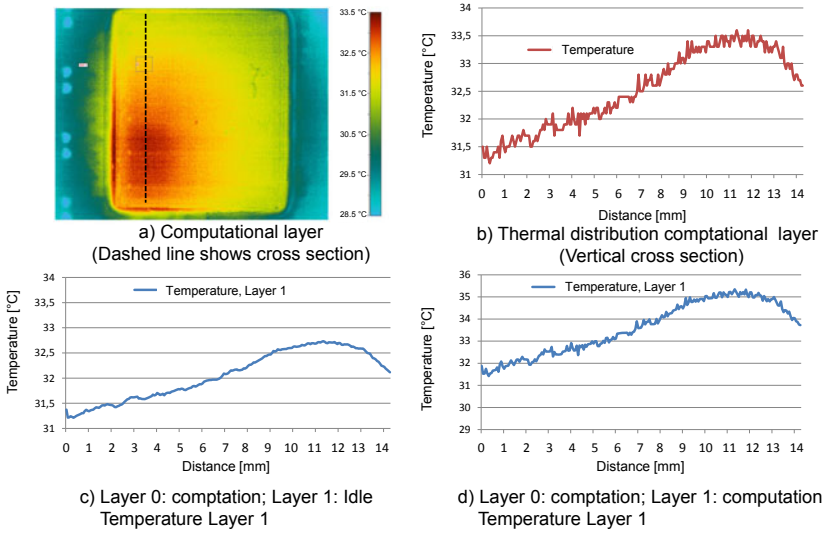 33.5 °C
32.5 °C
31.5 °C
30.5 °C
29.5 °C
28.5 °C
a) Computational layer
(Dashed line shows cross section)
Temperature [°C]
34
33,5
33
32,5
32
31,5
31
Temperature
0 1 2 3 4 5 6 7 8 9 10 11 12 13 14
Distance [mm]
b) Thermal distribution comptational layer
(Vertical cross section)
Temperature [°C]
34
33,5
33
32,5
32
31,5
31
Temperature, Layer 1
0 1 2 3 4 5 6 7 8 9 10 11 12 13 14
Distance [mm]
c) Layer 0: comptation; Layer 1: Idle
Temperature Layer 1
Temperature [°C]
36
35
34
33
32
31
30
29
Temperature, Layer 1
0 1 2 3 4 5 6 7 8 9 10 11 12 13 14
Distance [mm]
d) Layer 0: comptation; Layer 1: computation
Temperature Layer 1